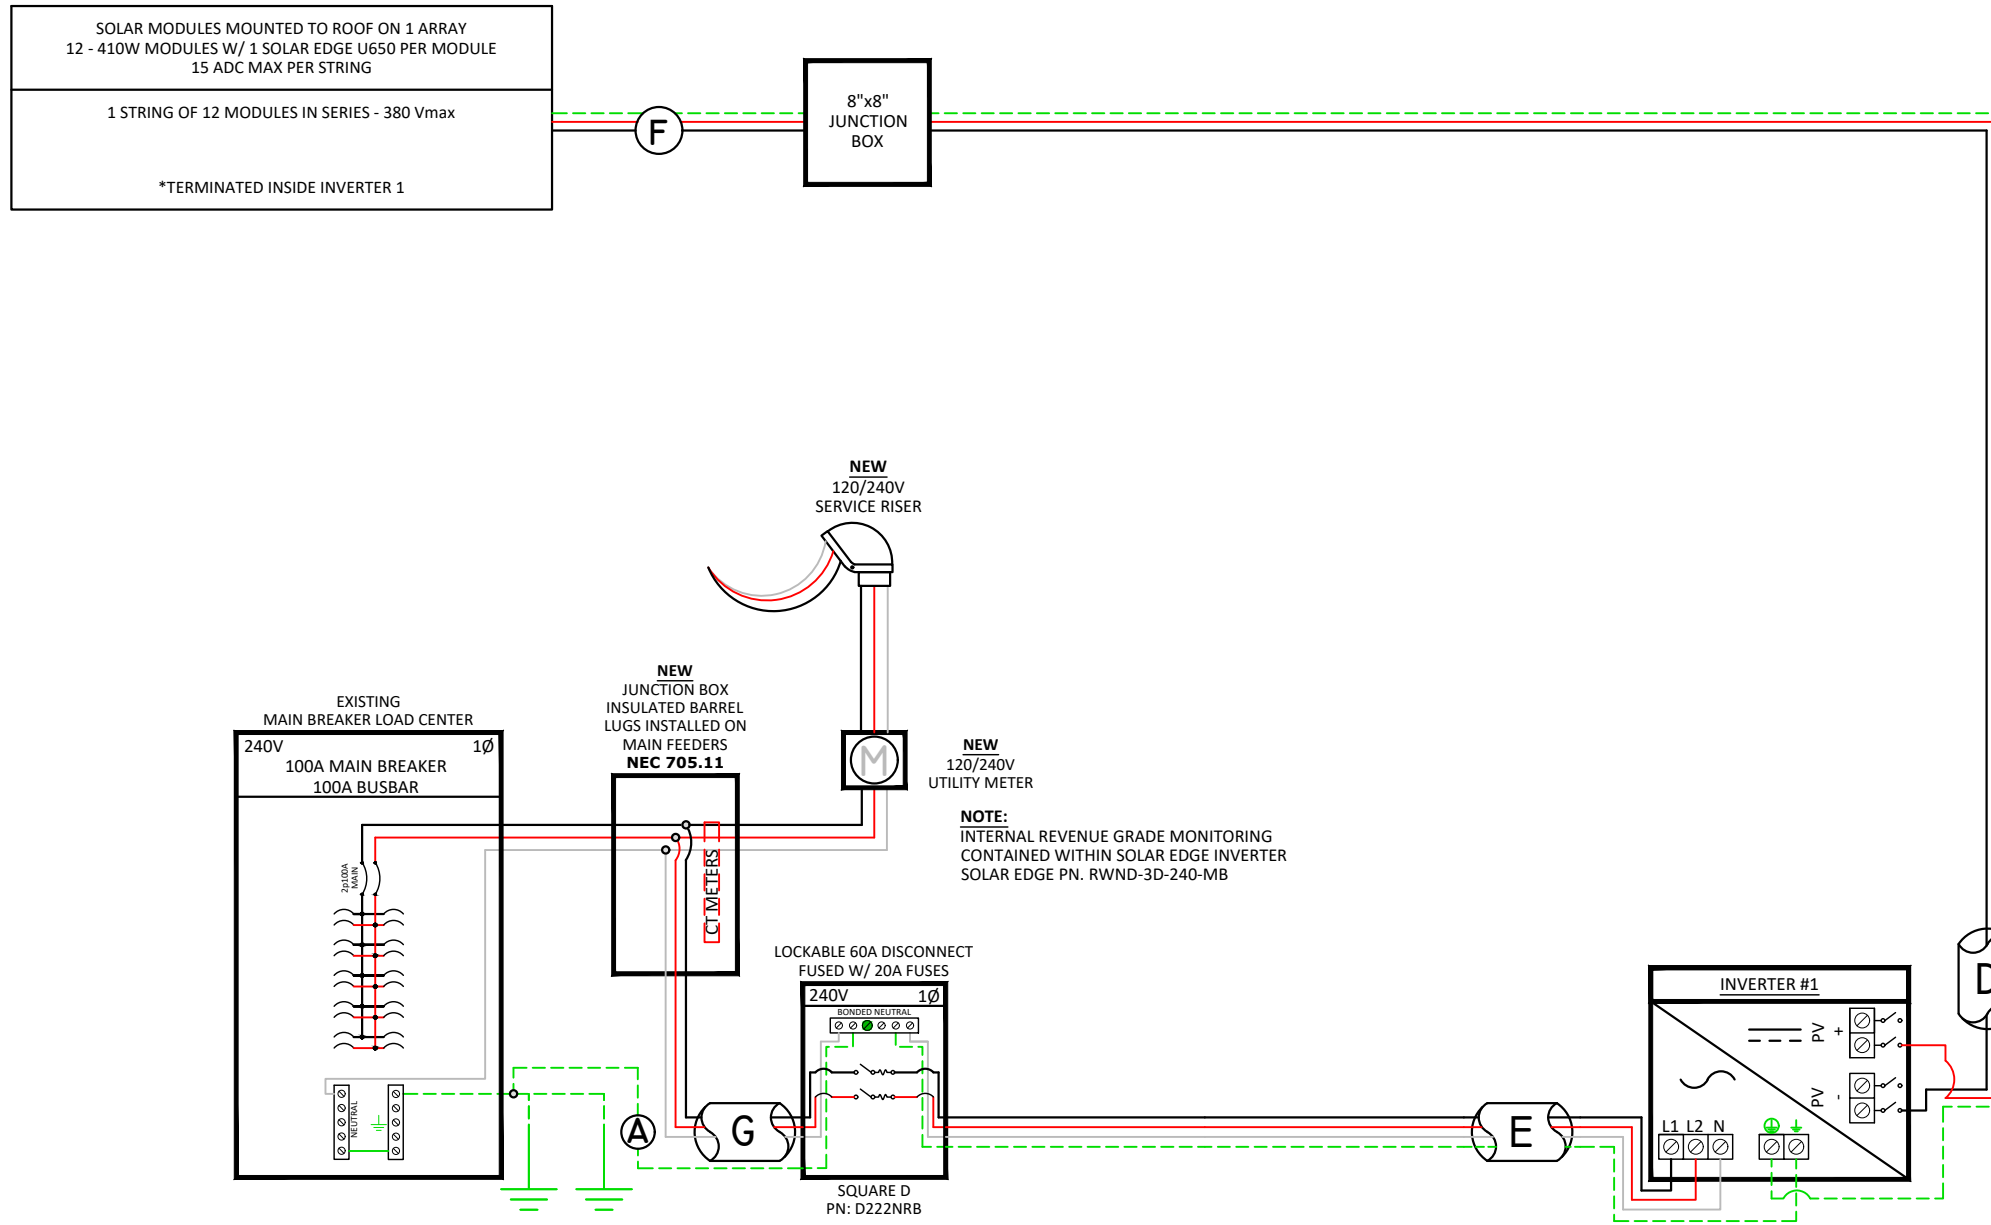 SOLAR MODULES MOUNTED TO ROOF ON 1 ARRAY
12 - 410W MODULES W/ 1 SOLAR EDGE U650 PER MODULE
15 ADC MAX PER STRING
1 STRING OF 12 MODULES IN SERIES - 380 Vmax
*TERMINATED INSIDE INVERTER 1
F
8"x8"
JUNCTION
BOX
NEW
120/240V
SERVICE RISER
NEW
JUNCTION BOX
INSULATED BARREL
LUGS INSTALLED ON
MAIN FEEDERS
NEC 705.11
CT METERS
EXISTING
MAIN BREAKER LOAD CENTER
240V 1Ø
100A MAIN BREAKER
100A BUSBAR
2p100A
MAIN
NEUTRAL
M
NEW
120/240V
UTILITY METER
NOTE:
INTERNAL REVENUE GRADE MONITORING
CONTAINED WITHIN SOLAR EDGE INVERTER
SOLAR EDGE PN. RWND-3D-240-MB
LOCKABLE 60A DISCONNECT
FUSED W/ 20A FUSES
240V 1Ø
BONDED NEUTRAL
SQUARE D
PN: D222NRB
A
G
E
D
INVERTER #1
PV +
PV -
L1 L2 N